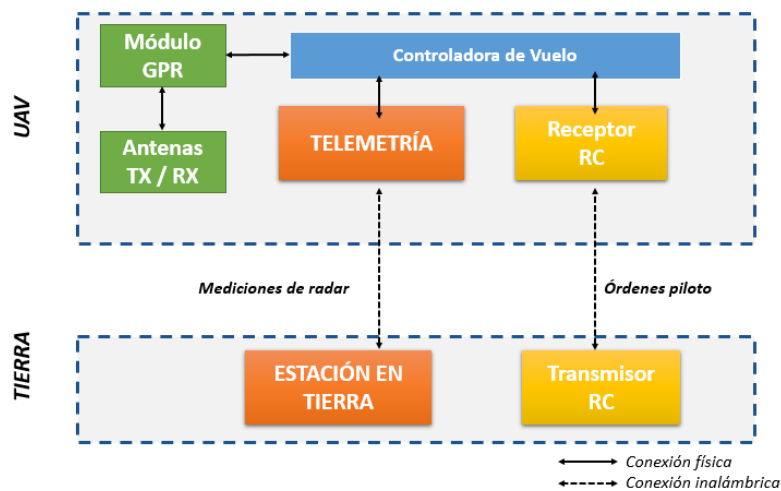 UAV
Módulo
GPR
Controladora de Vuelo
Antenas
TX / RX
TELEMETRÍA
Receptor
RC
Mediciones de radar
Órdenes piloto
TIERRA
ESTACIÓN EN
TIERRA
Transmisor
RC
Conexión física
Conexión inalámbrica